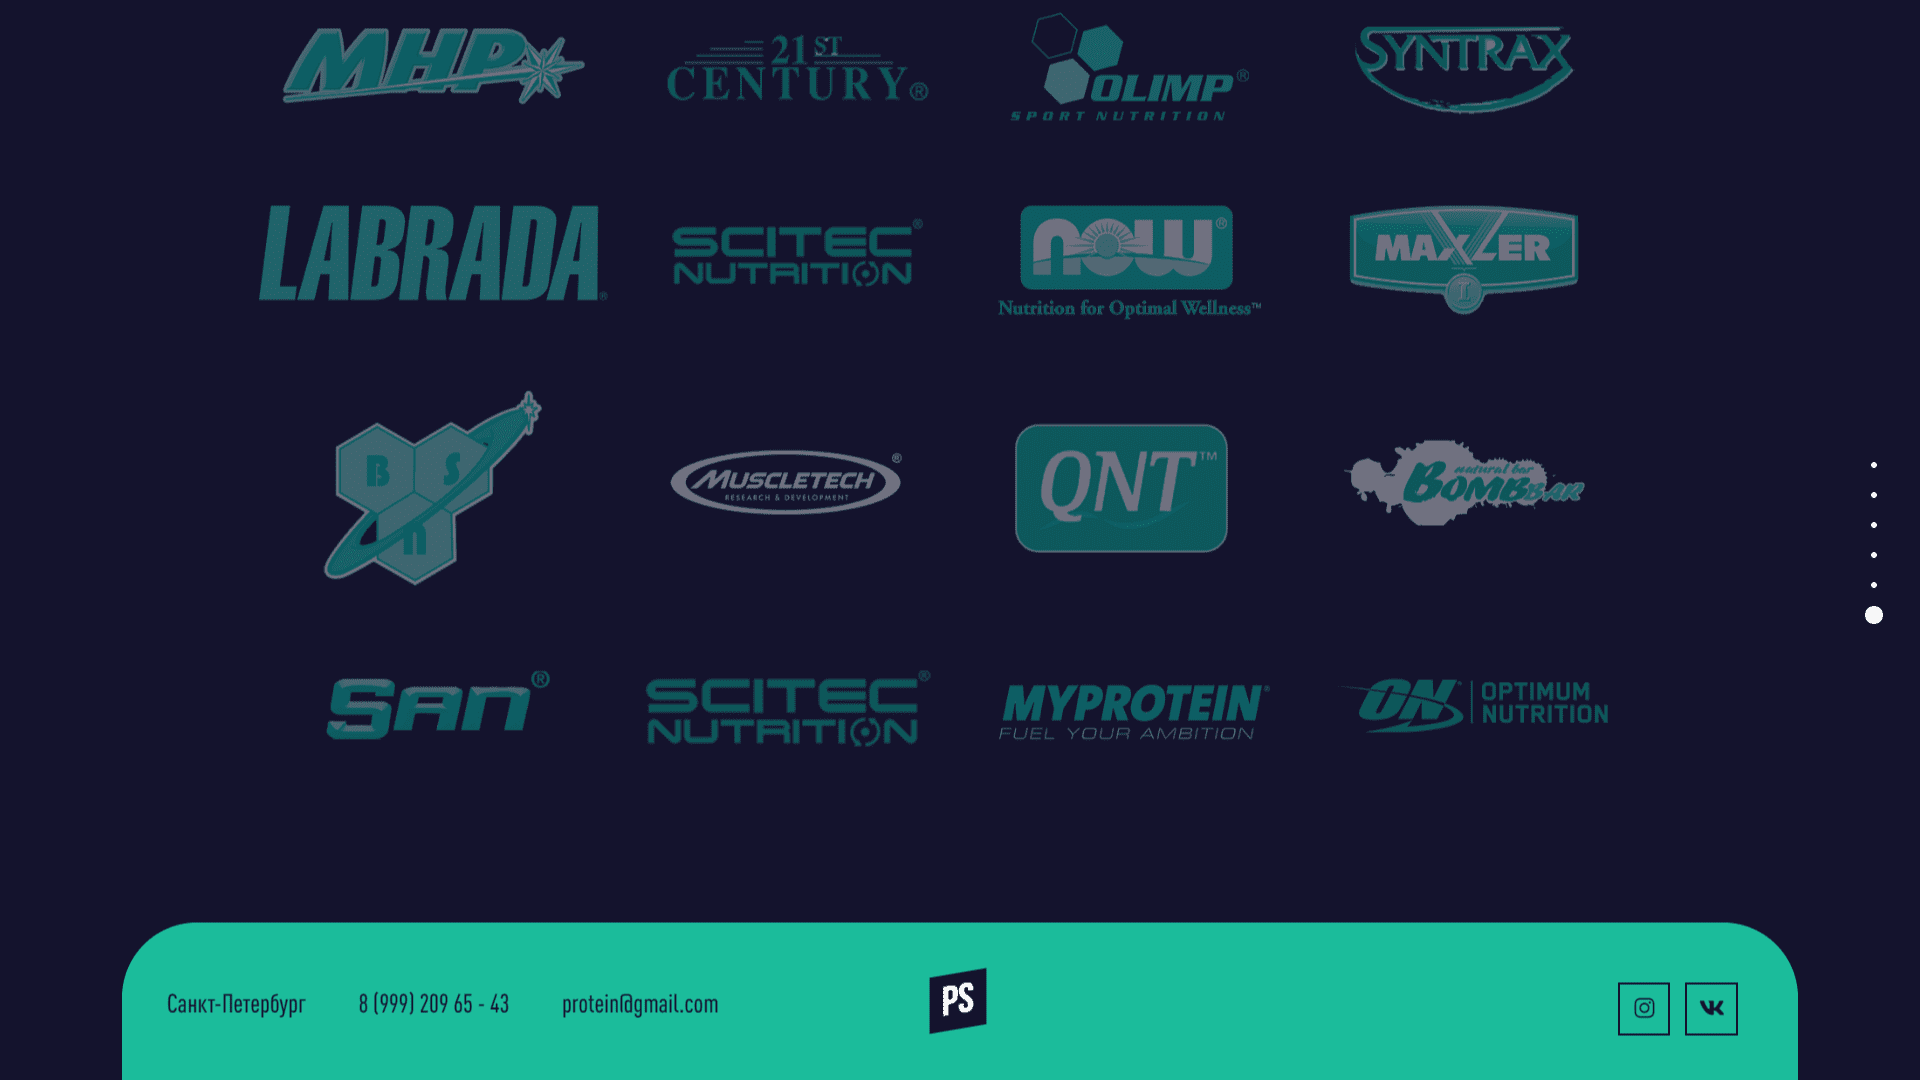 MHP
21ST
CENTURY®
OLIMP®
SPORT NUTRITION
SYNTRAX
LABRADA®
SCITEC®
NUTRITION
NOW®
Nutrition for Optimal Wellness™
MAXLER
BSn
MUSCLETECH®
RESEARCH & DEVELOPMENT
QNT™
natural bar
BOMBBAR
San®
SCITEC®
NUTRITION
MYPROTEIN®
FUEL YOUR AMBITION
ON
OPTIMUM
NUTRITION
Санкт-Петербург
8 (999) 209 65 - 43
protein@gmail.com
PS